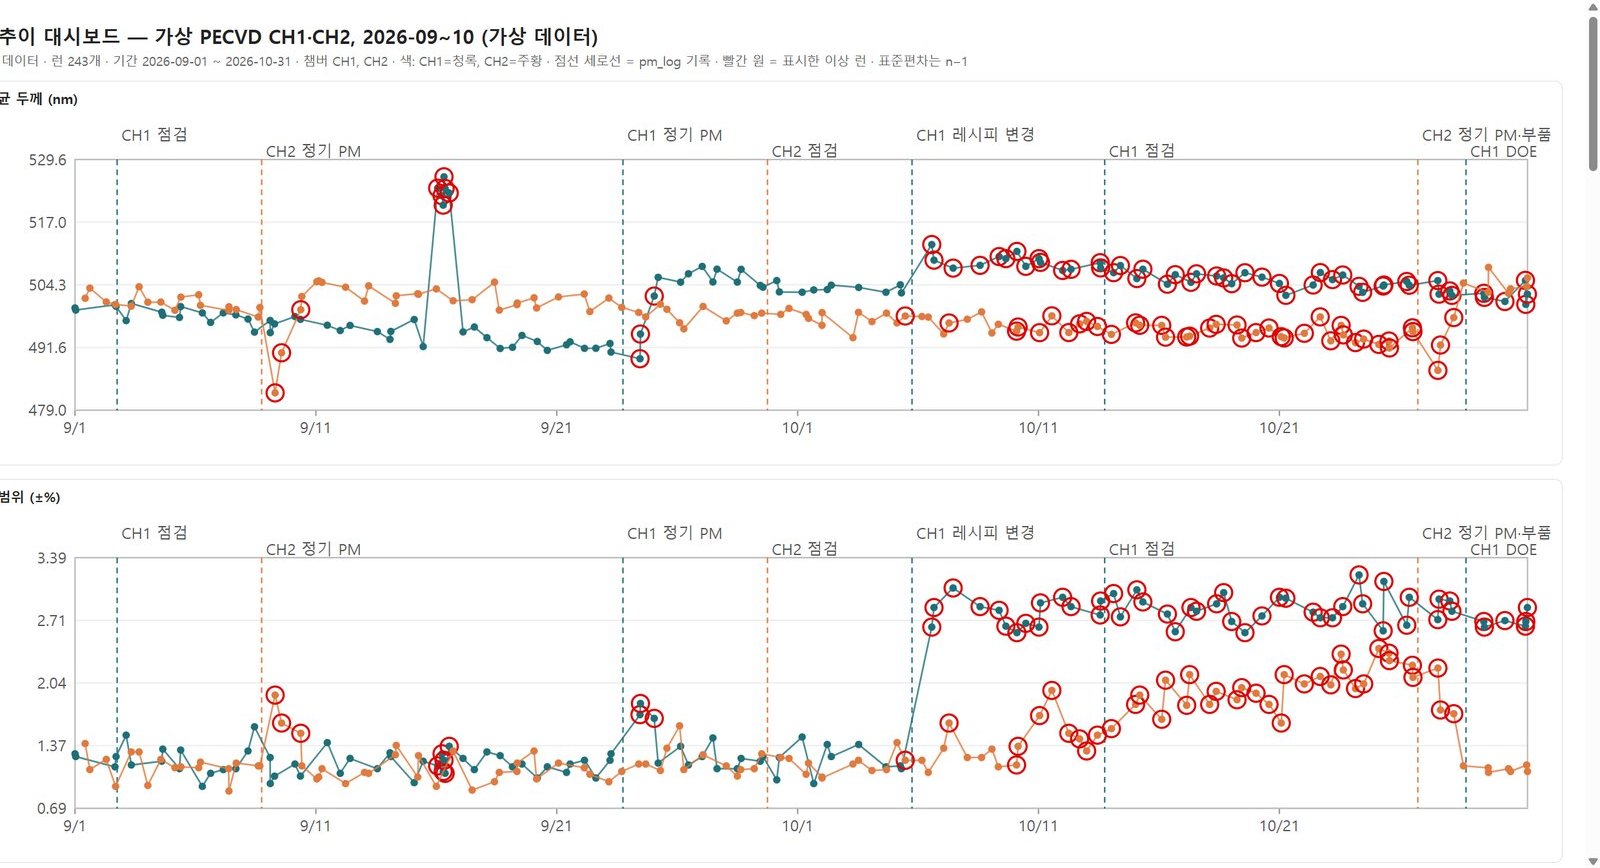 추이 대시보드 — 가상 PECVD CH1·CH2, 2026-09~10 (가상 데이터)
데이터 · 런 243개 · 기간 2026-09-01 ~ 2026-10-31 · 챔버 CH1, CH2 · 색: CH1=청록, CH2=주황 · 점선 세로선 = pm_log 기록 · 빨간 원 = 표시한 이상 런 · 표준편차는 n−1
균 두께 (nm)
CH1 점검
CH2 정기 PM
CH1 정기 PM
CH2 점검
CH1 레시피 변경
CH1 점검
CH2 정기 PM·부품
CH1 DOE
529.6
517.0
504.3
491.6
479.0
9/1
9/11
9/21
10/1
10/11
10/21
범위 (±%)
CH1 점검
CH2 정기 PM
CH1 정기 PM
CH2 점검
CH1 레시피 변경
CH1 점검
CH2 정기 PM·부품
CH1 DOE
3.39
2.71
2.04
1.37
0.69
9/1
9/11
9/21
10/1
10/11
10/21